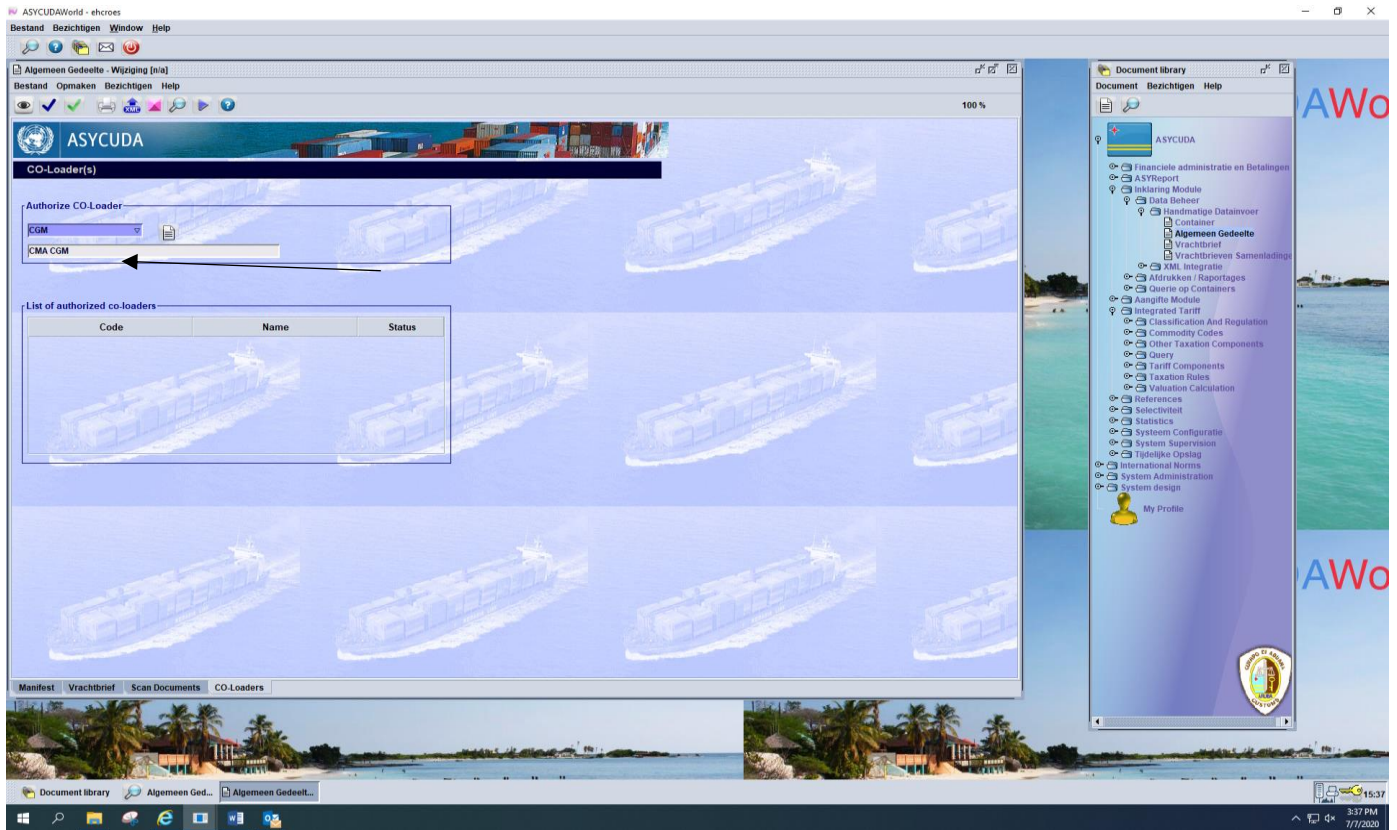 ASYCUDAWorld - ehcroes
Bestand Bezichtigen Window Help
Algemeen Gedeelte - Wijziging [n/a]
Bestand Opmaken Bezichtigen Help
XML
100 %
ASYCUDA
CO-Loader(s)
Authorize CO-Loader
CGM
CMA CGM
List of authorized co-loaders
Code Name Status
Manifest Vrachtbrief Scan Documents CO-Loaders
Document library
Document Bezichtigen Help
ASYCUDA
Financiele administratie en Betalingen
ASYReport
Inklaring Module
Data Beheer
Handmatige Datainvoer
Container
Algemeen Gedeelte
Vrachtbrief
Vrachtbrieven Samenladinge
XML Integratie
Afdrukken / Raportages
Querie op Containers
Aangifte Module
Integrated Tariff
Classification And Regulation
Commodity Codes
Other Taxation Components
Query
Tariff Components
Taxation Rules
Valuation Calculation
References
Selectiviteit
Statistics
Systeem Configuratie
System Supervision
Tijdelijke Opslag
International Norms
System Administration
System design
My Profile
AWo
AWo
Document library Algemeen Ged... Algemeen Gedeelt...
15:37
3:37 PM
7/7/2020